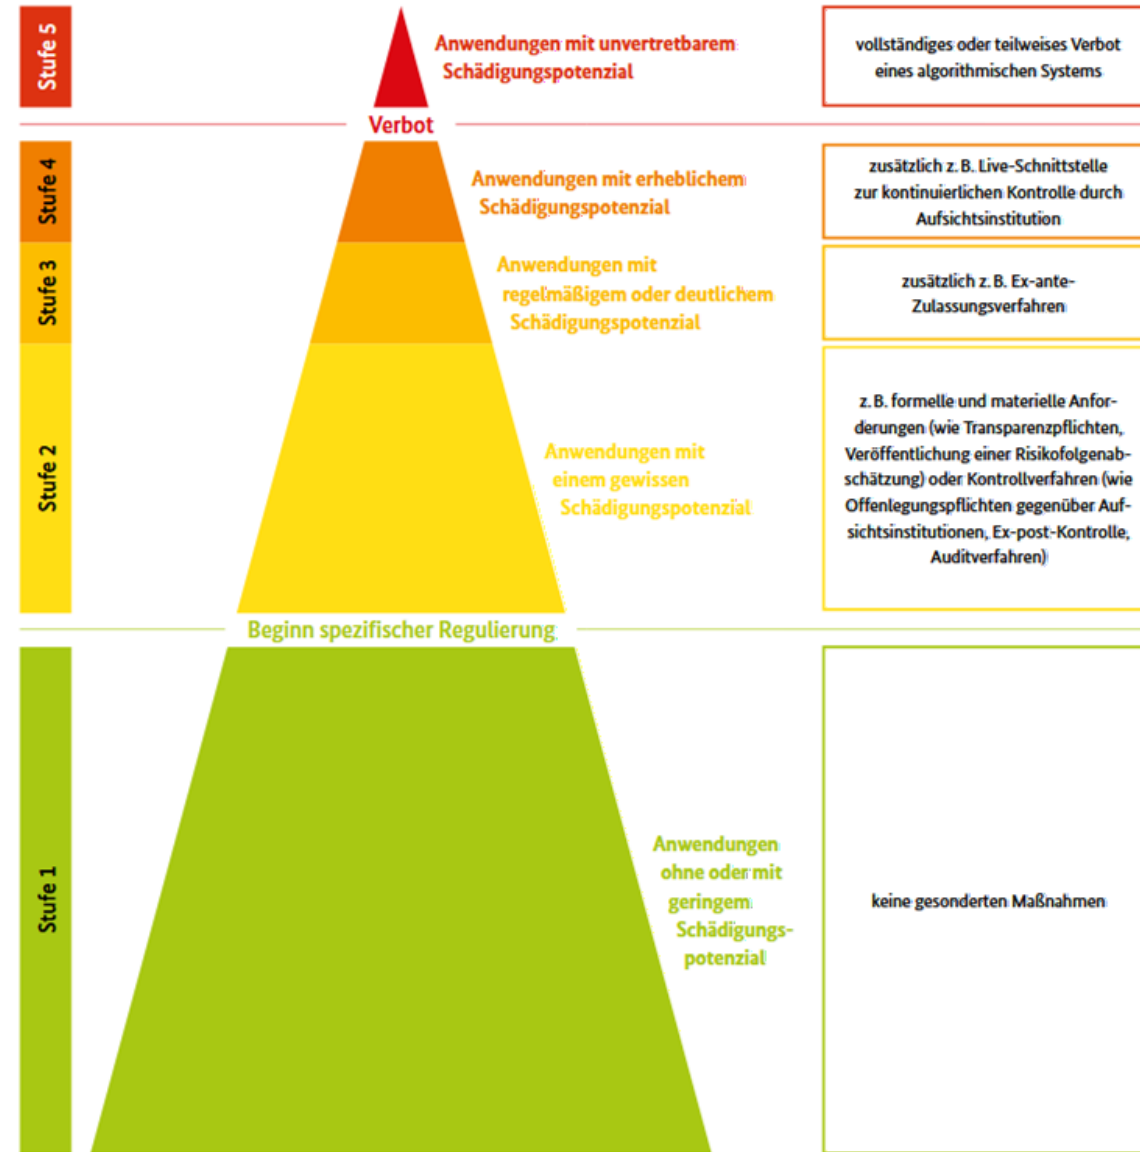 Stufe 5
Anwendungen mit unvertretbarem
Schädigungspotenzial
vollständiges oder teilweises Verbot
eines algorithmischen Systems
Verbot
Stufe 4
Anwendungen mit erheblichem
Schädigungspotenzial
zusätzlich z. B. Live-Schnittstelle
zur kontinuierlichen Kontrolle durch
Aufsichtsinstitution
Stufe 3
Anwendungen mit
regelmäßigem oder deutlichem
Schädigungspotenzial
zusätzlich z. B. Ex-ante-
Zulassungsverfahren
Stufe 2
Anwendungen mit
einem gewissen
Schädigungspotenzial
z. B. formelle und materielle Anfor-
derungen (wie Transparenzpflichten,
Veröffentlichung einer Risikofolgenab-
schätzung) oder Kontrollverfahren (wie
Offenlegungspflichten gegenüber Auf-
sichtsinstitutionen, Ex-post-Kontrolle,
Auditverfahren)
Beginn spezifischer Regulierung
Stufe 1
Anwendungen
ohne oder mit
geringem
Schädigungs-
potenzial
keine gesonderten Maßnahmen